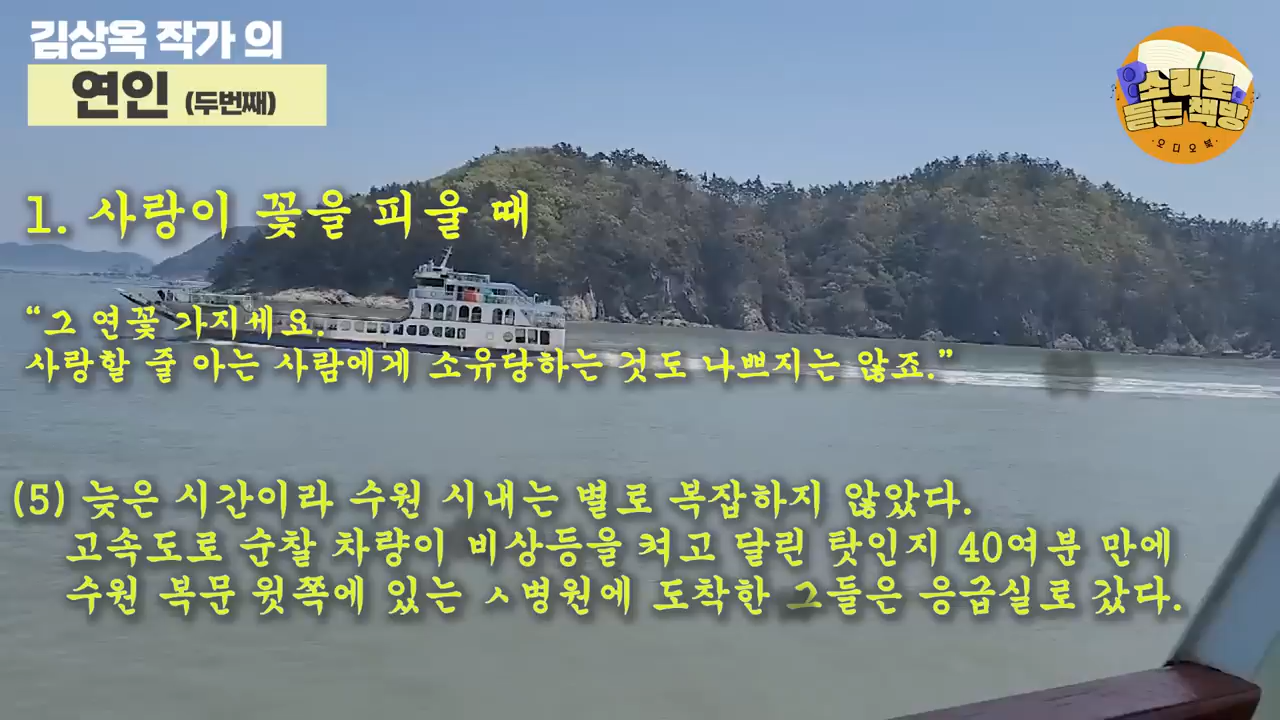 김상옥 작가 의
연인 (두번째)
소리로
듣는 책방
·오디오북·
1. 사랑이 꽃을 피울 때
“그 연꽃 가지세요.
사랑할 줄 아는 사람에게 소유당하는 것도 나쁘지는 않죠.”
(5) 늦은 시간이라 수원 시내는 별로 복잡하지 않았다.
고속도로 순찰 차량이 비상등을 켜고 달린 탓인지 40여분 만에
수원 북문 윗쪽에 있는 ㅅ병원에 도착한 그들은 응급실로 갔다.